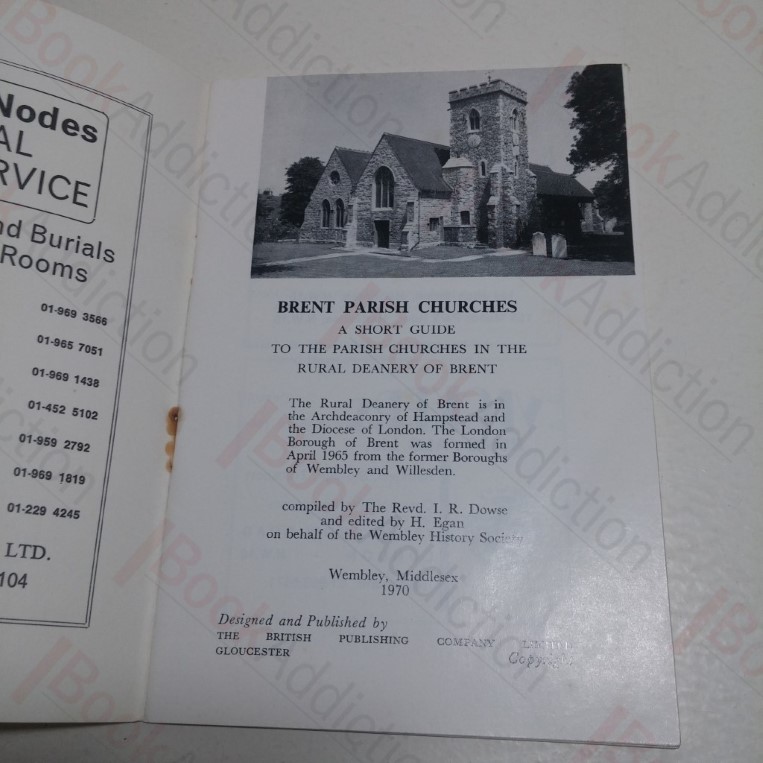 Nodes
AL
RVICE
nd Burials
Rooms
01-969 3566
01-965 7051
01-969 1438
01-452 5102
01-959 2792
01-969 1819
01-229 4245
LTD.
104
BRENT PARISH CHURCHES
A SHORT GUIDE
TO THE PARISH CHURCHES IN THE
RURAL DEANERY OF BRENT
The Rural Deanery of Brent is in
the Archdeaconry of Hampstead and
the Diocese of London. The London
Borough of Brent was formed in
April 1965 from the former Boroughs
of Wembley and Willesden.
compiled by The Revd. I. R. Dowse
and edited by H. Egan
on behalf of the Wembley History Society
Wembley, Middlesex
1970
Designed and Published by
THE BRITISH PUBLISHING COMPANY LIMITED
GLOUCESTER
Copyright
BookAddiction